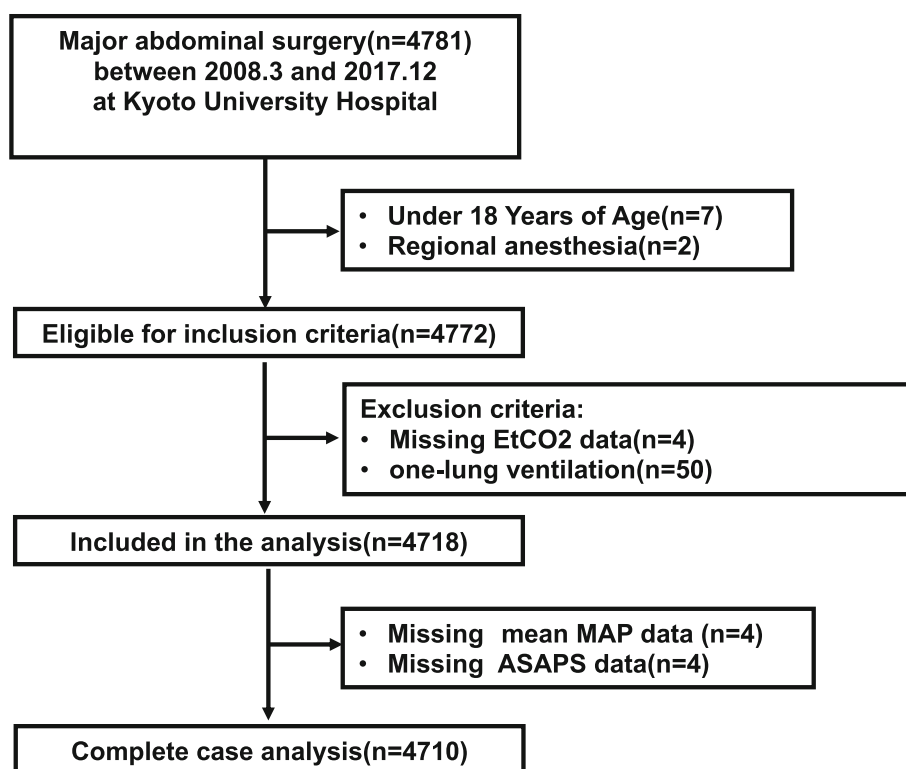 Major abdominal surgery(n=4781)
between 2008.3 and 2017.12
at Kyoto University Hospital
• Under 18 Years of Age(n=7)
• Regional anesthesia(n=2)
Eligible for inclusion criteria(n=4772)
Exclusion criteria:
• Missing EtCO2 data(n=4)
• one-lung ventilation(n=50)
Included in the analysis(n=4718)
• Missing mean MAP data (n=4)
• Missing ASAPS data(n=4)
Complete case analysis(n=4710)